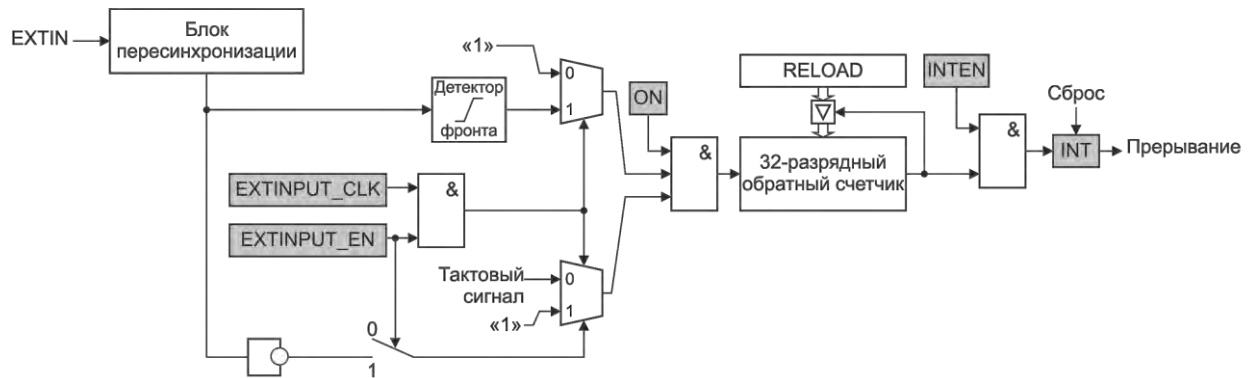 EXTIN
Блок
пересинхронизации
«1»
0
1
Детектор
фронта
ON
RELOAD
INTEN
Сброс
&
&
INT
Прерывание
32-разрядный
обратный счетчик
EXTINPUT_CLK
&
EXTINPUT_EN
Тактовый
сигнал
0
1
«1»
0
1